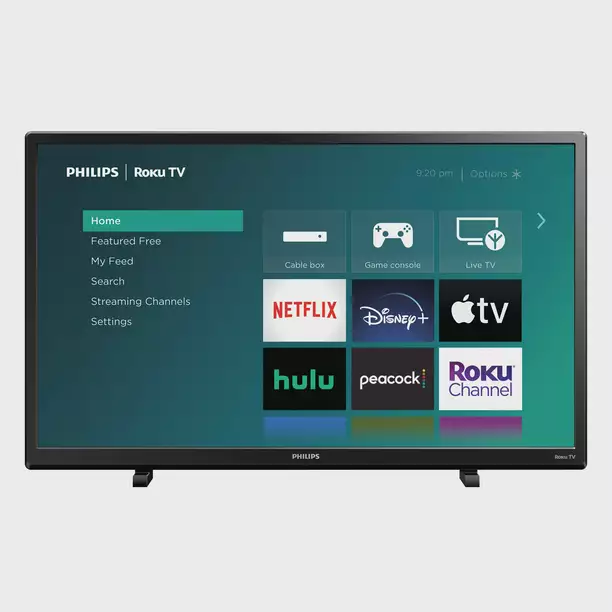 PHILIPS | Roku TV
9:20 pm | Options
Home
Featured Free
My Feed
Search
Streaming Channels
Settings
Cable box
Game console
Live TV
NETFLIX
Disney+
tv
hulu
peacock
Roku
Channel
PHILIPS
Roku TV